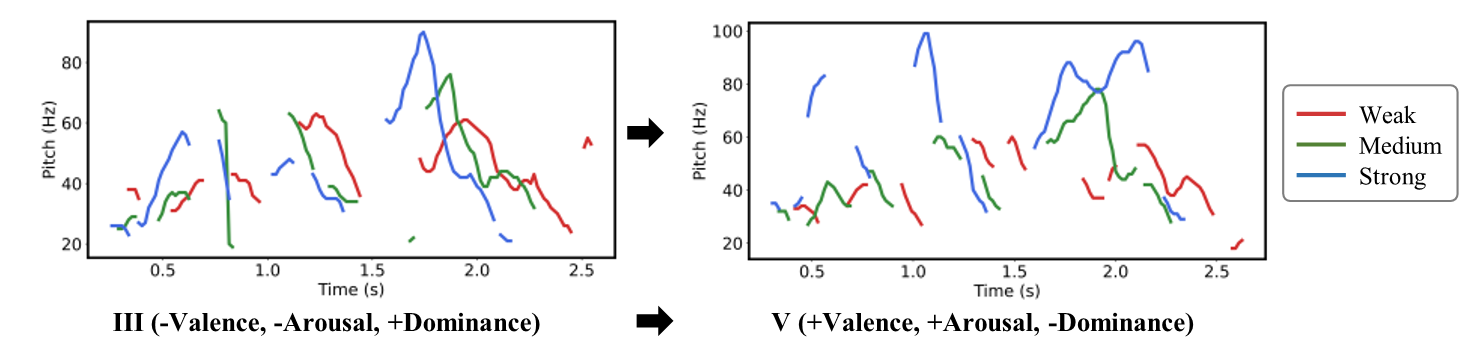 Pitch (Hz)
80
60
40
20
0.5 1.0 1.5 2.0 2.5
Time (s)
III (-Valence, -Arousal, +Dominance)
Pitch (Hz)
100
80
60
40
20
0.5 1.0 1.5 2.0 2.5
Time (s)
V (+Valence, +Arousal, -Dominance)
Weak
Medium
Strong